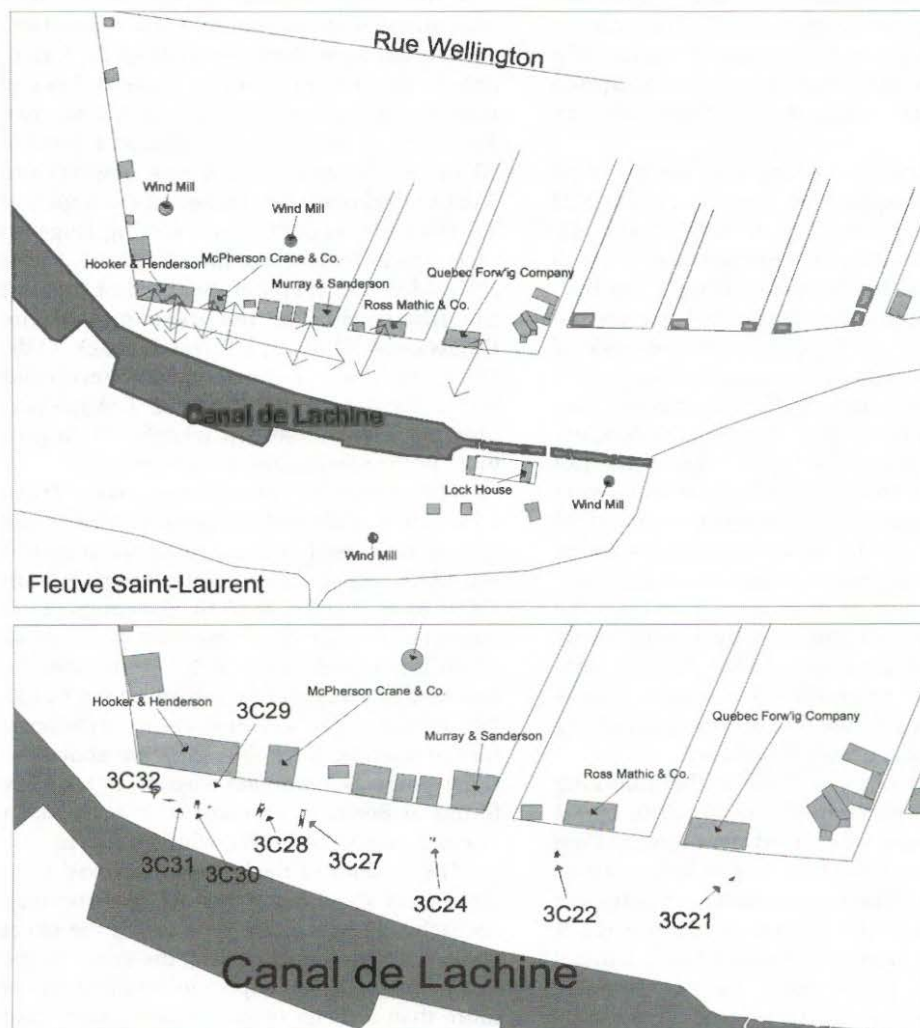 Rue Wellington
Wind Mill
Wind Mill
Hooker & Henderson
McPherson Crane & Co.
Murray & Sanderson
Quebec Forw'ig Company
Ross Mathic & Co.
Canal de Lachine
Lock House
Wind Mill
Wind Mill
Fleuve Saint-Laurent
Hooker & Henderson
3C29
McPherson Crane & Co.
Murray & Sanderson
Quebec Forw'ig Company
Ross Mathic & Co.
3C32
3C31
3C30
3C28
3C27
3C24
3C22
3C21
Canal de Lachine